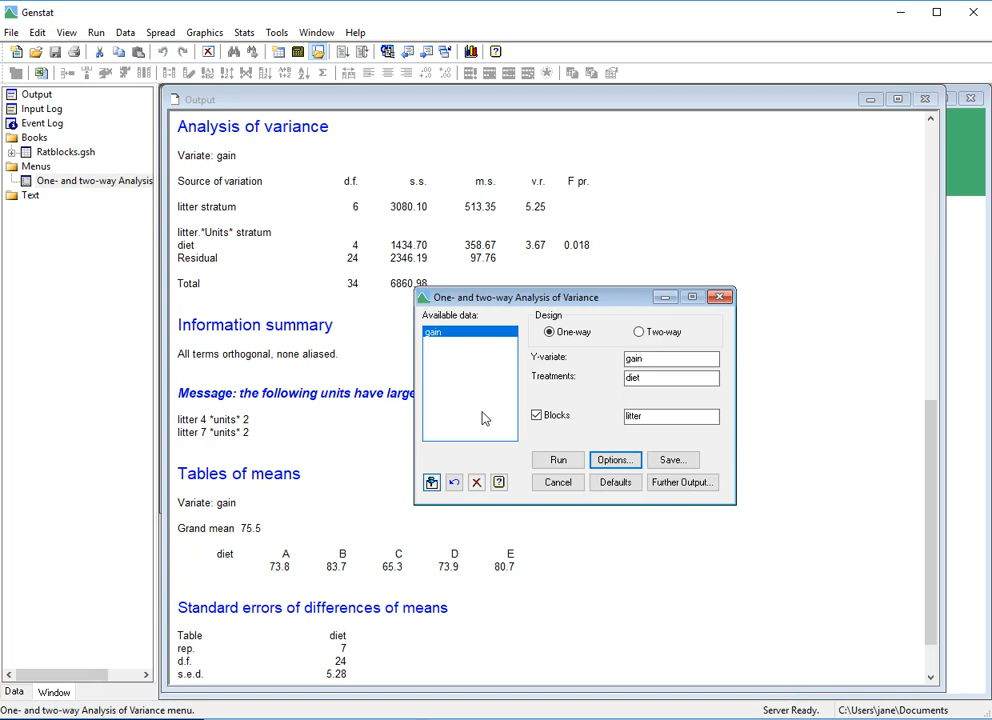 Genstat
File Edit View Run Data Spread Graphics Stats Tools Window Help
Output
Input Log
Event Log
Books
Ratblocks.gsh
Menus
One- and two-way Analysis
Text
Data Window
Output
Analysis of variance
Variate: gain
Source of variation d.f. s.s. m.s. v.r. F pr.
litter stratum 6 3080.10 513.35 5.25
litter.*Units* stratum
diet 4 1434.70 358.67 3.67 0.018
Residual 24 2346.19 97.76
Total 34 6860.98
Information summary
All terms orthogonal, none aliased.
Message: the following units have large
litter 4 *units* 2
litter 7 *units* 2
Tables of means
Variate: gain
Grand mean 75.5
diet A B C D E
73.8 83.7 65.3 73.9 80.7
Standard errors of differences of means
Table diet
rep. 7
d.f. 24
s.e.d. 5.28
One- and two-way Analysis of Variance
Available data:
gain
Design
One-way Two-way
Y-variate: gain
Treatments: diet
Blocks litter
Run Options... Save...
Cancel Defaults Further Output...
One- and two-way Analysis of Variance menu. Server Ready. C:\Users\jane\Documents